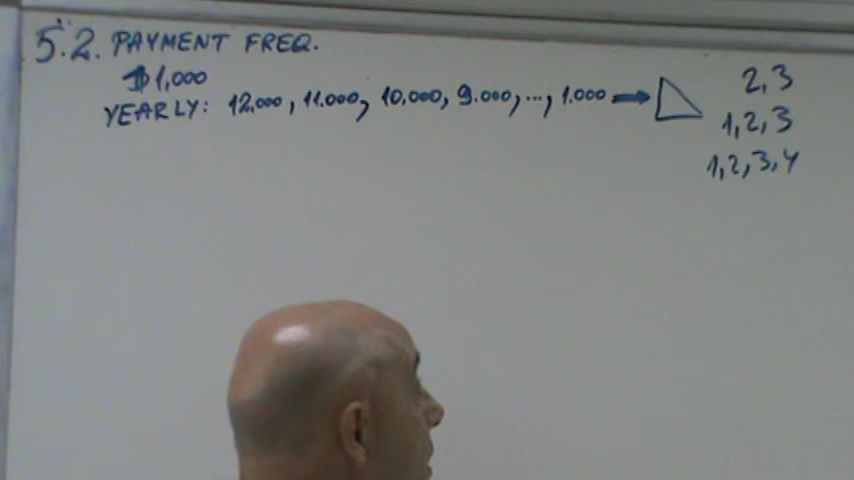 5.2. PAYMENT FREQ.
$1,000
YEARLY: 12.000, 11.000, 10.000, 9.000, ..., 1.000
2,3
1,2,3
1,2,3,4